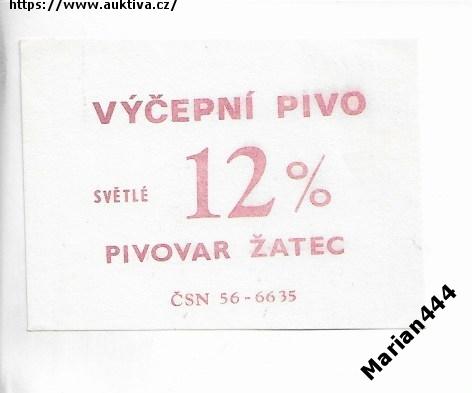 https://www.auktiva.cz/
VÝČEPNÍ PIVO
SVĚTLÉ 12%
PIVOVAR ŽATEC
ČSN 56-6635
Marian444